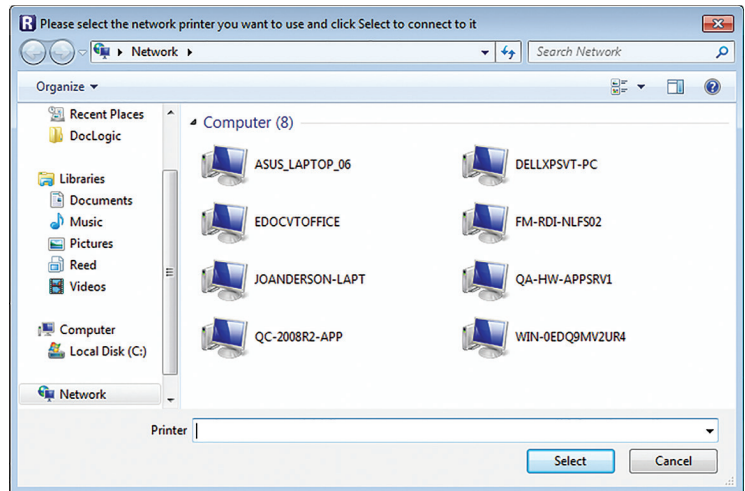 R Please select the network printer you want to use and click Select to connect to it
Network
Search Network
Organize
Recent Places
DocLogic
Libraries
Documents
Music
Pictures
Reed
Videos
Computer
Local Disk (C:)
Network
Computer (8)
ASUS_LAPTOP_06
DELLXPSVT-PC
EDOCVTOFFICE
FM-RDI-NLFS02
JOANDERSON-LAPT
QA-HW-APPSRV1
QC-2008R2-APP
WIN-0EDQ9MV2UR4
Printer
Select
Cancel